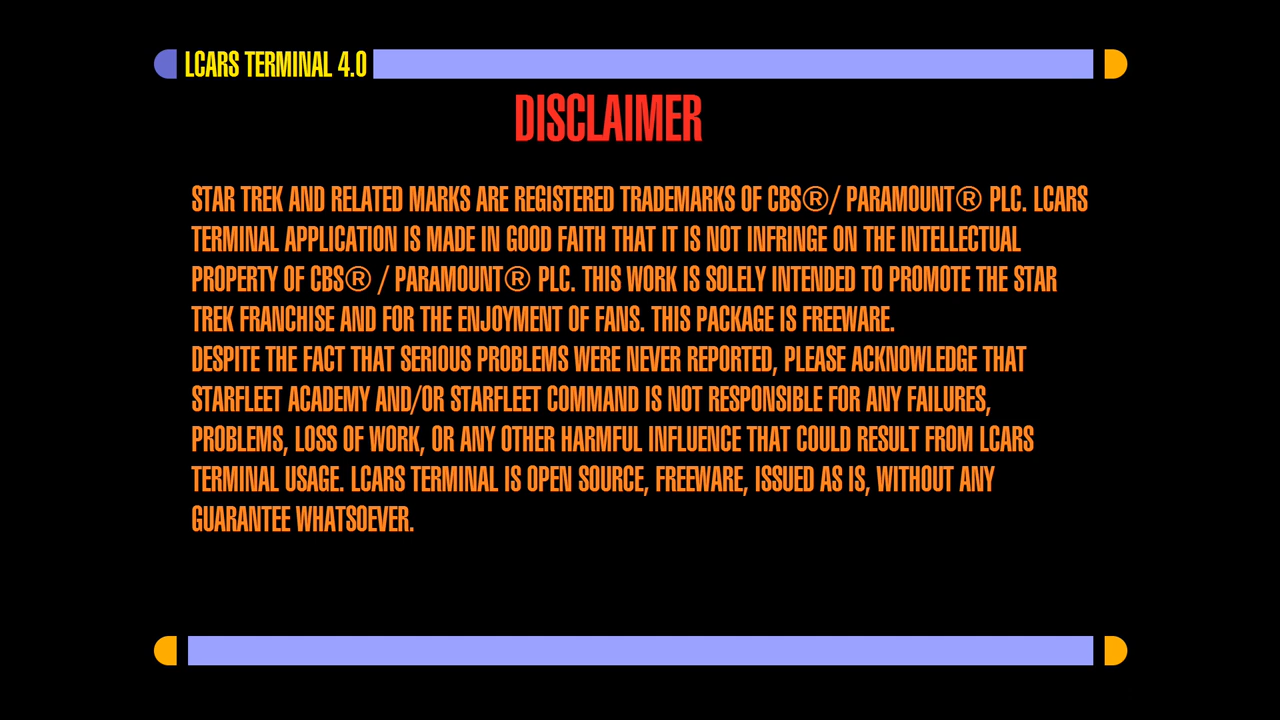 LCARS TERMINAL 4.0
DISCLAIMER
STAR TREK AND RELATED MARKS ARE REGISTERED TRADEMARKS OF CBS®/ PARAMOUNT® PLC. LCARS
TERMINAL APPLICATION IS MADE IN GOOD FAITH THAT IT IS NOT INFRINGE ON THE INTELLECTUAL
PROPERTY OF CBS® / PARAMOUNT® PLC. THIS WORK IS SOLELY INTENDED TO PROMOTE THE STAR
TREK FRANCHISE AND FOR THE ENJOYMENT OF FANS. THIS PACKAGE IS FREEWARE.
DESPITE THE FACT THAT SERIOUS PROBLEMS WERE NEVER REPORTED, PLEASE ACKNOWLEDGE THAT
STARFLEET ACADEMY AND/OR STARFLEET COMMAND IS NOT RESPONSIBLE FOR ANY FAILURES,
PROBLEMS, LOSS OF WORK, OR ANY OTHER HARMFUL INFLUENCE THAT COULD RESULT FROM LCARS
TERMINAL USAGE. LCARS TERMINAL IS OPEN SOURCE, FREEWARE, ISSUED AS IS, WITHOUT ANY
GUARANTEE WHATSOEVER.